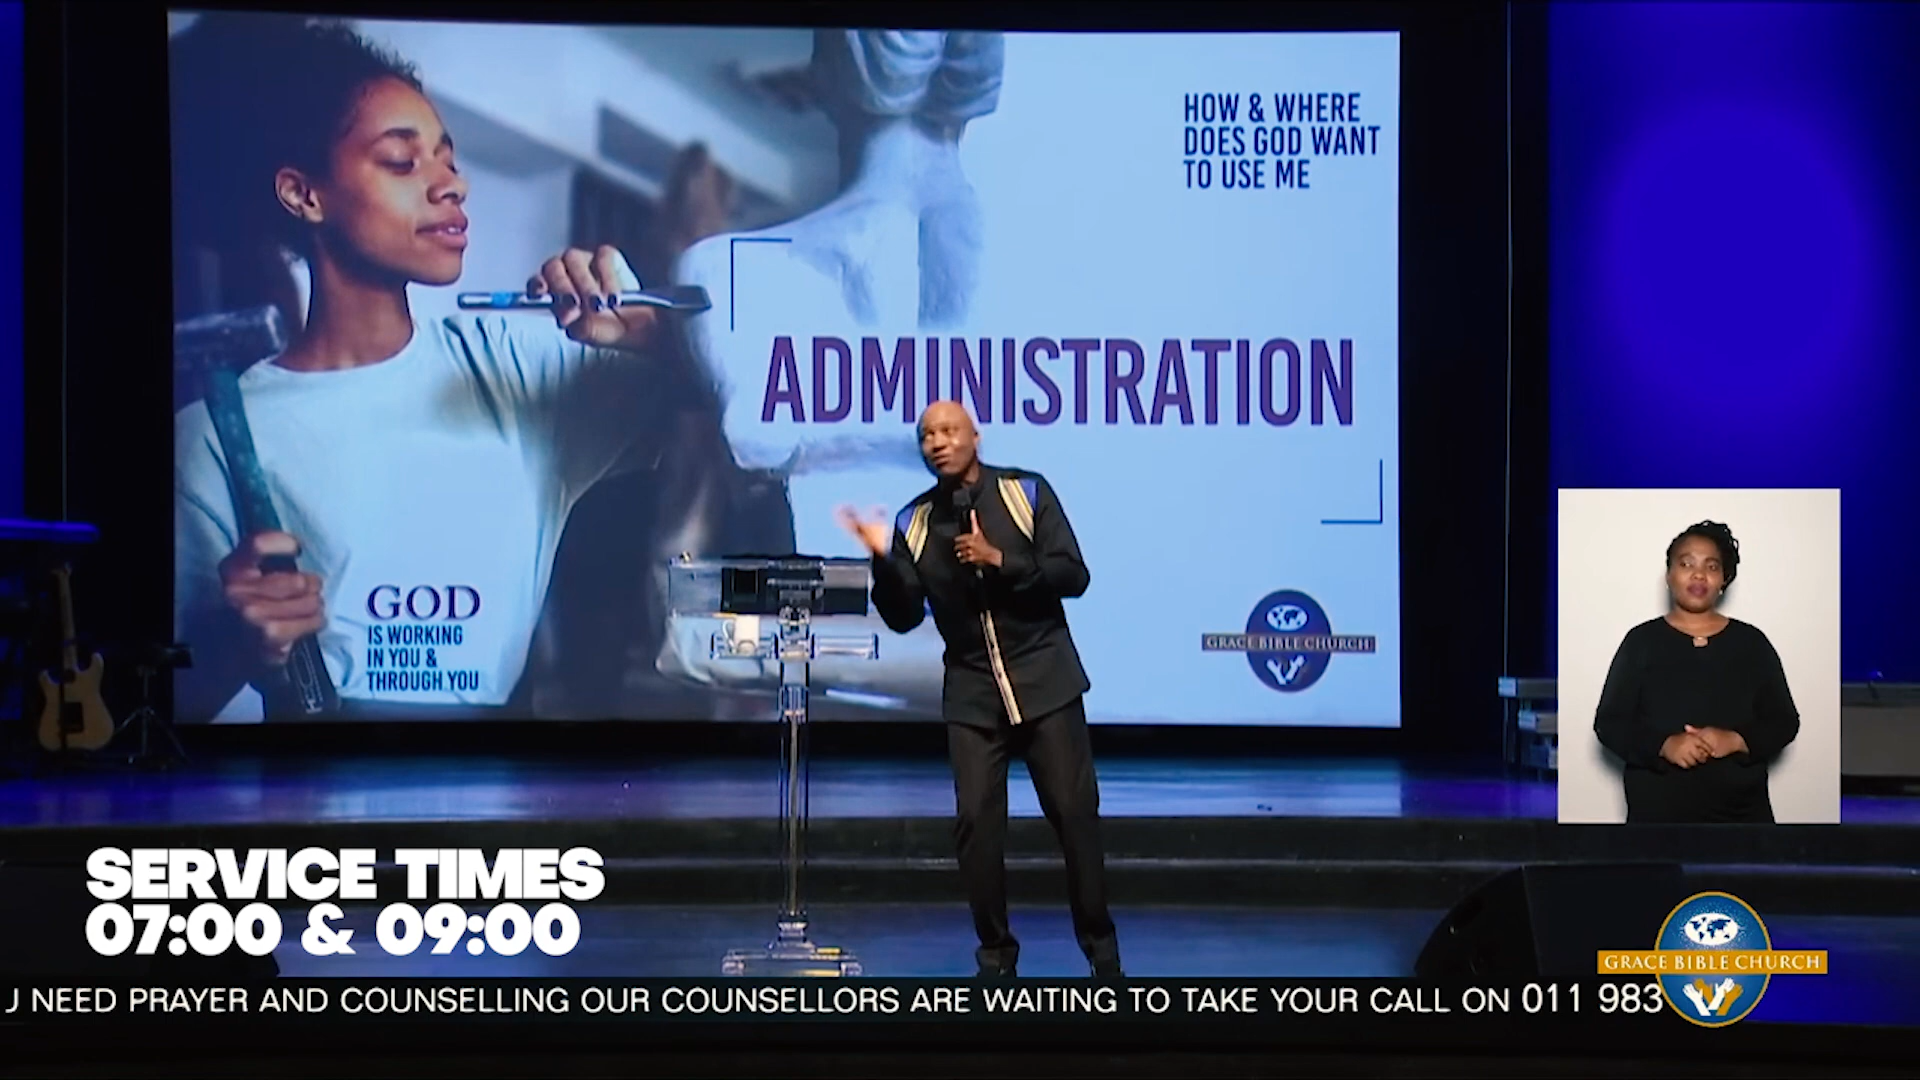 HOW & WHERE
DOES GOD WANT
TO USE ME
ADMINISTRATION
GOD
IS WORKING
IN YOU &
THROUGH YOU
GRACE BIBLE CHURCH
SERVICE TIMES
07:00 & 09:00
NEED PRAYER AND COUNSELLING OUR COUNSELLORS ARE WAITING TO TAKE YOUR CALL ON 011 983
GRACE BIBLE CHURCH